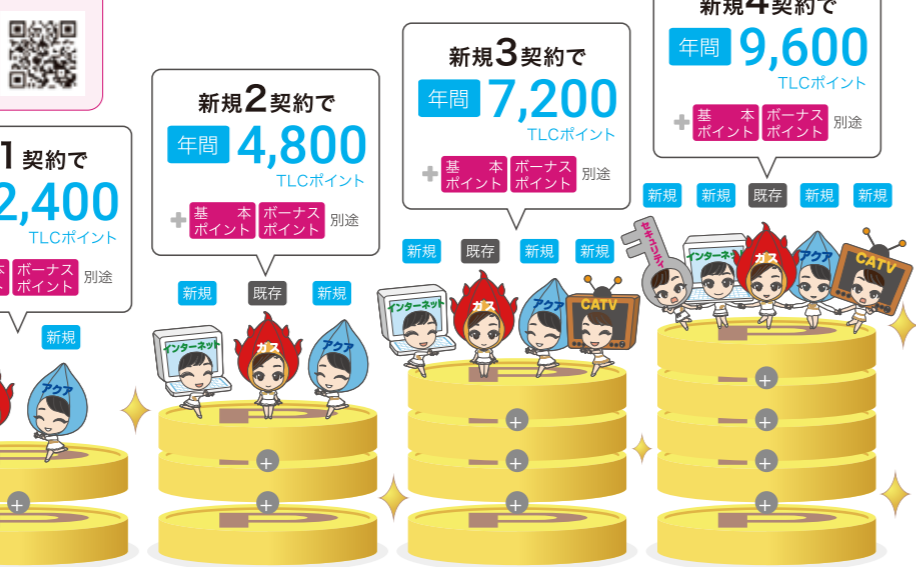 1契約で
2,400
TLCポイント
本 ボーナス
ポイント 別途
新規
アクア
新規2契約で
年間 4,800
TLCポイント
+ 基本ポイント ボーナスポイント 別途
新規 既存 新規
インターネット ガス アクア
新規3契約で
年間 7,200
TLCポイント
+ 基本ポイント ボーナスポイント 別途
新規 既存 新規 新規
インターネット ガス アクア CATV
新規4契約で
年間 9,600
TLCポイント
+ 基本ポイント ボーナスポイント 別途
新規 新規 既存 新規 新規
セキュリティ インターネット ガス アクア CATV
+ + + +
+ + +
+ +
+